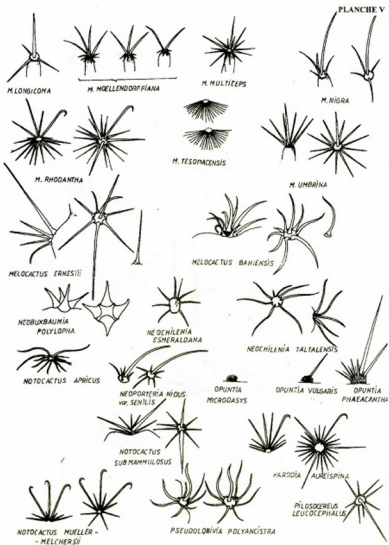 PLANCHE V
M. LONGICOMA
M. MOELLENDORFFIANA
M. MULTICEPS
M. NIGRA
M. RHODANTHA
M. TESOPACENSIS
M. UMBRINA
MELOCACTUS ERNESTII
MELOCACTUS BAHIENSIS
NEOBUXBAUMIA
POLYLOPHA
NEOCHILENIA
ESMERALDANA
NEOCHILENIA TALTALENSIS
NOTOCACTUS APRICUS
NEOPORTERIA NIDUS
var. SENILIS
OPUNTIA
MICRODASYS
OPUNTIA VULGARIS
OPUNTIA
PHAEACANTHA
NOTOCACTUS
SUBMAMMULOSUS
PARODIA AUREISPINA
NOTOCACTUS MUELLER-
MELCHERSII
PSEUDOLOBIVIA POLYANCISTRA
PILOSOCEREUS
LEUCOCEPHALUS